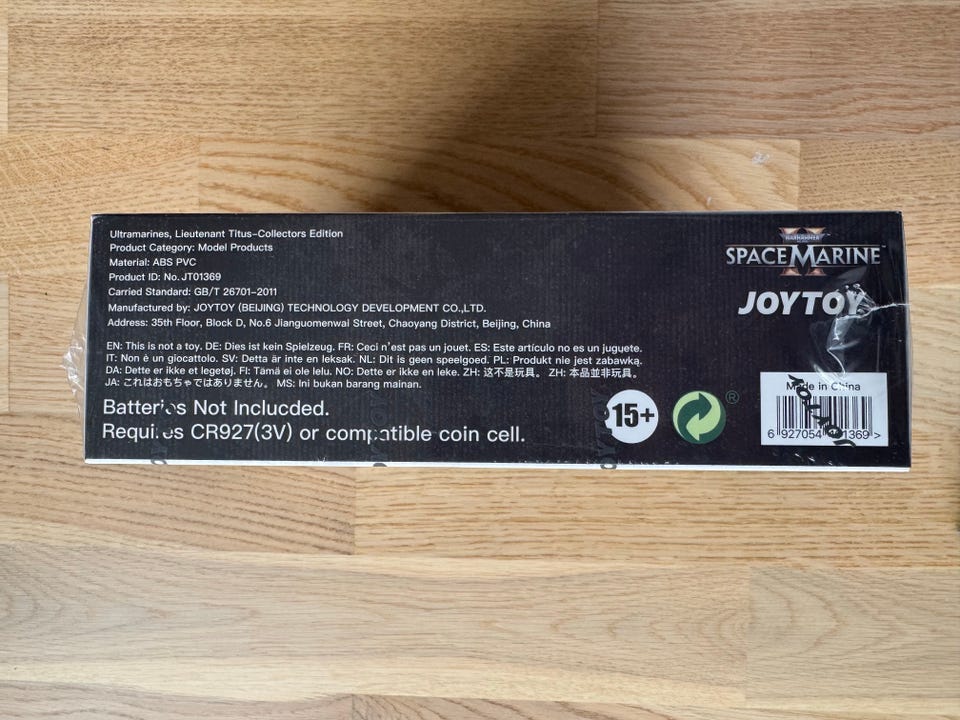 Ultramarines, Lieutenant Titus-Collectors Edition
Product Category: Model Products
Material: ABS PVC
Product ID: No. JT01369
Carried Standard: GB/T 26701-2011
Manufactured by: JOYTOY (BEIJING) TECHNOLOGY DEVELOPMENT CO.,LTD.
Address: 35th Floor, Block D, No.6 Jianguomenwai Street, Chaoyang District, Beijing, China
EN: This is not a toy. DE: Dies ist kein Spielzeug. FR: Ceci n'est pas un jouet. ES: Este artículo no es un juguete.
IT: Non è un giocattolo. SV: Detta är inte en leksak. NL: Dit is geen speelgoed. PL: Produkt nie jest zabawką.
DA: Dette er ikke et legetøj. FI: Tämä ei ole lelu. NO: Dette er ikke en leke. ZH: 这不是玩具。 ZH: 本品並非玩具。
JA: これはおもちゃではありません。 MS: Ini bukan barang mainan.
Batteries Not Inclucded.
Requires CR927(3V) or compatible coin cell.
WARHAMMER
SPACE MARINE
II
JOYTOY
15+
®
Made in China
6 927054 1369 >
JOYTOY
JOYTOY